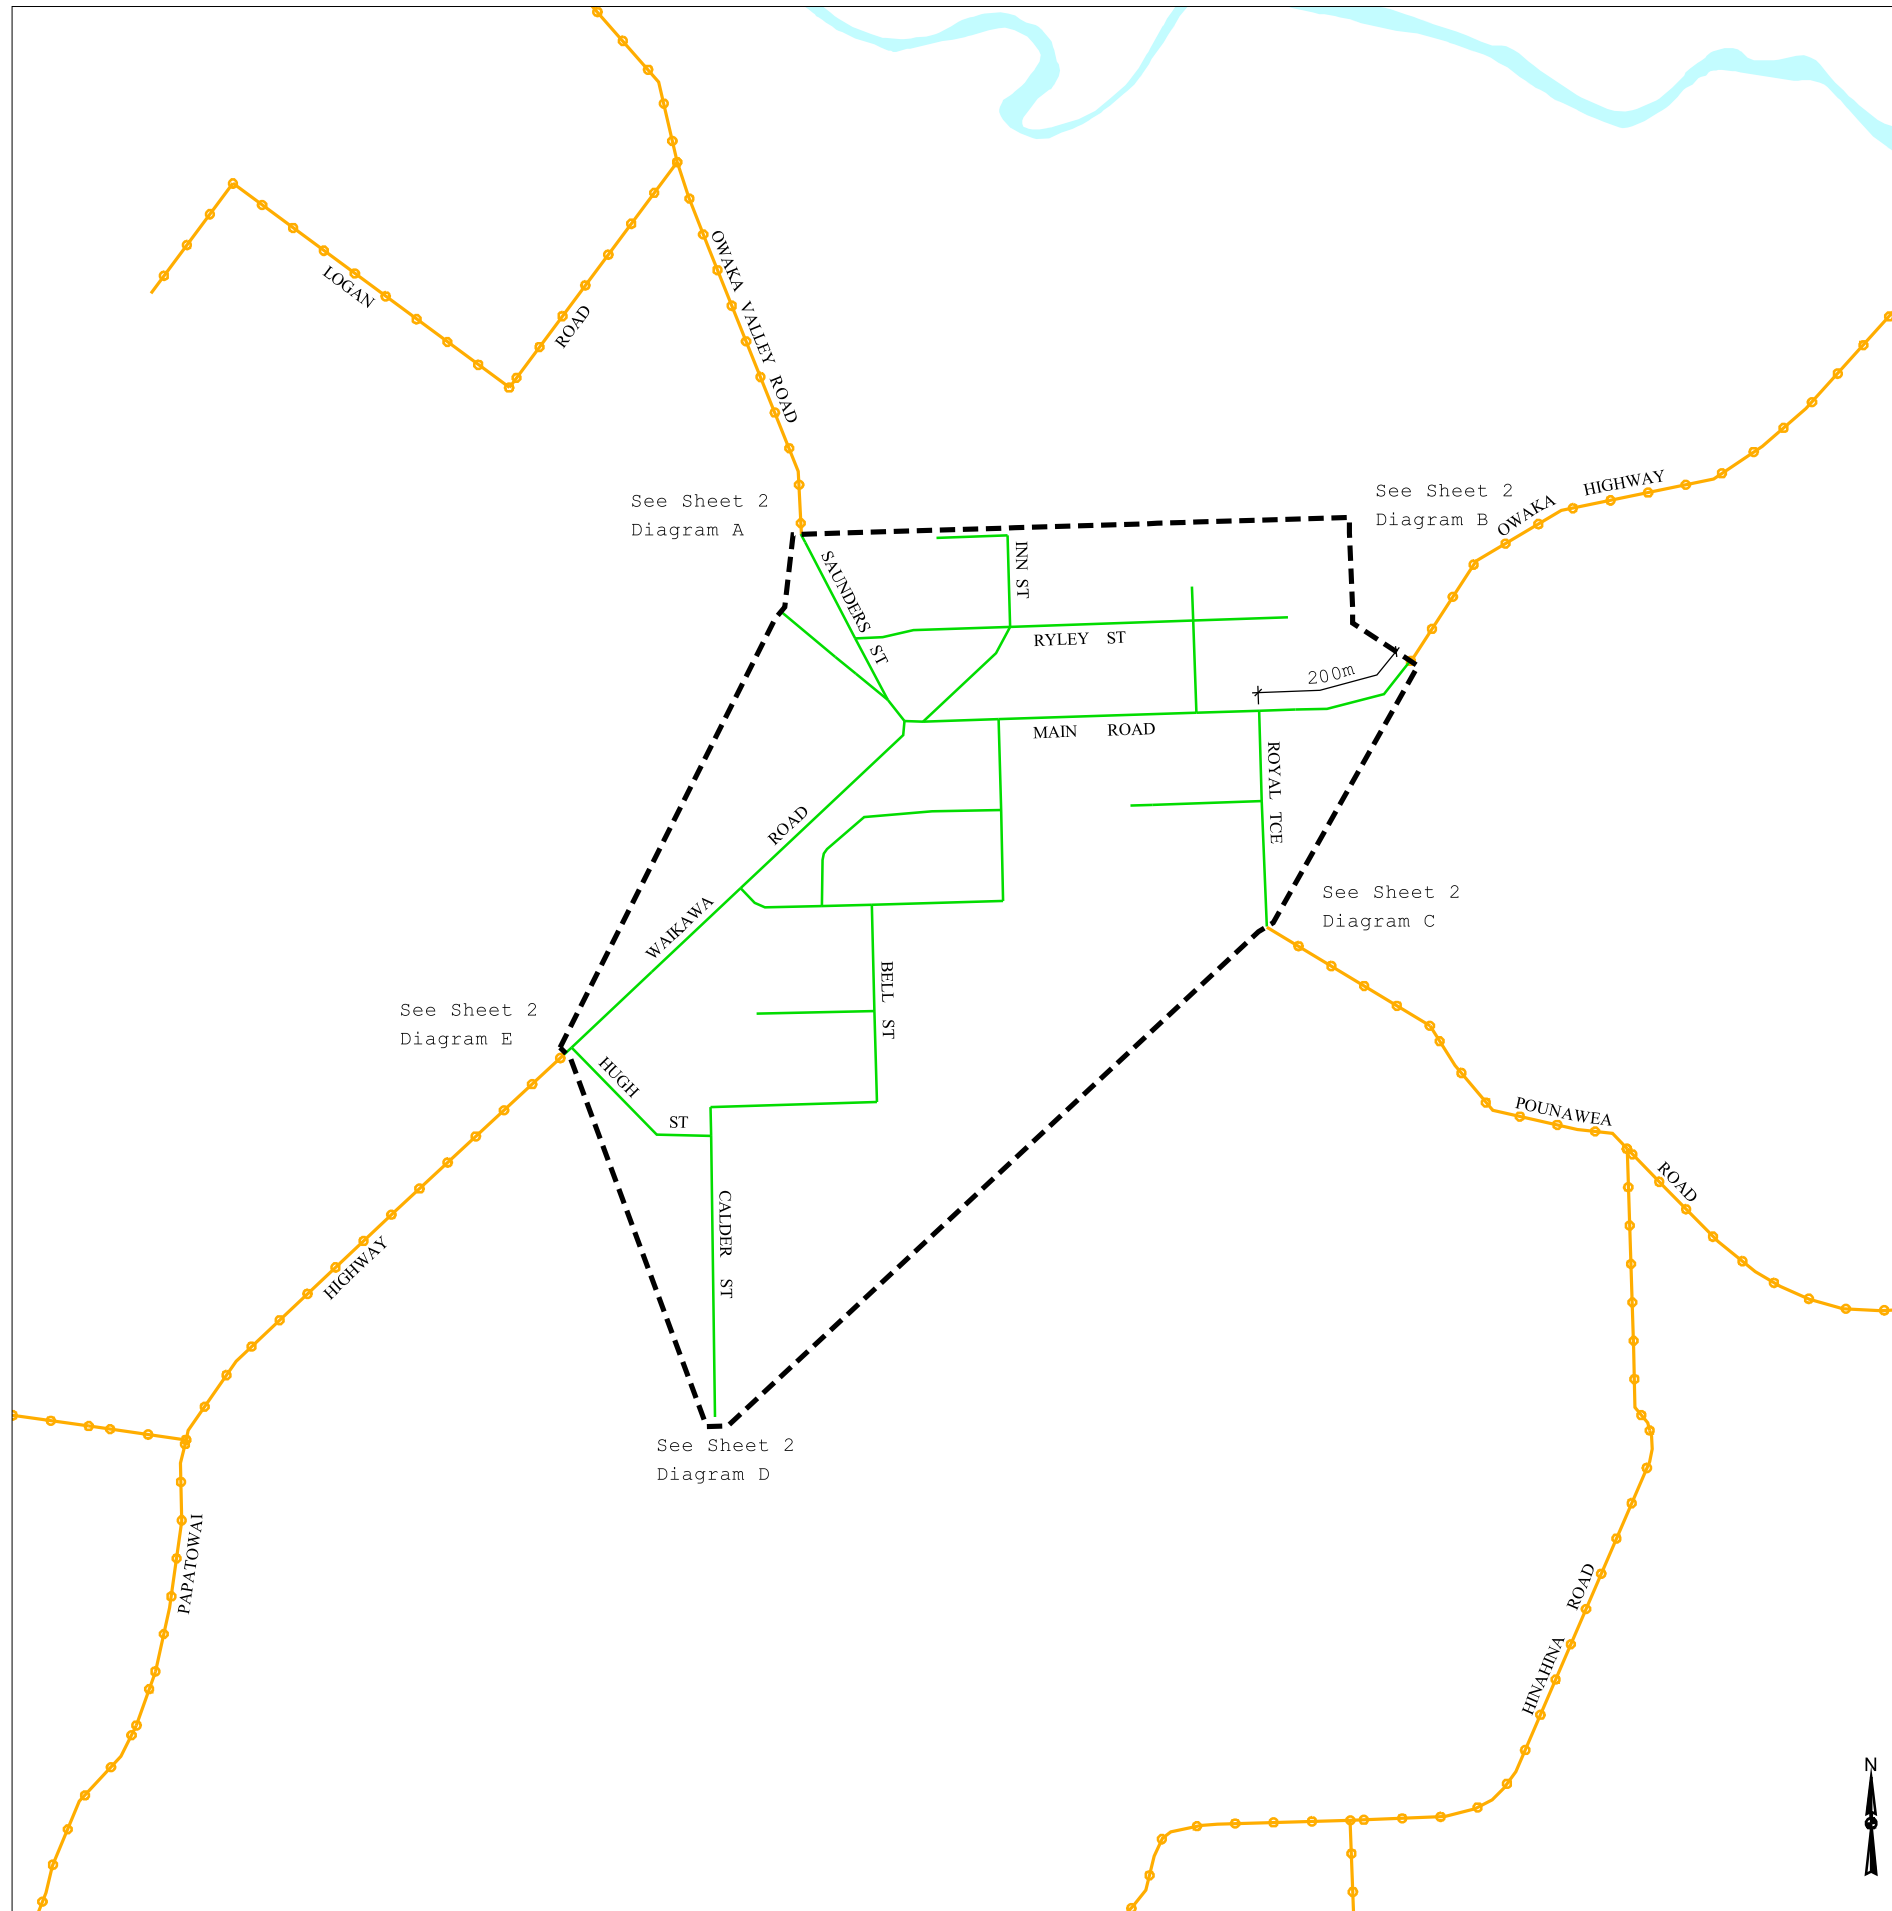 LOGAN
ROAD
OWAKA VALLEY ROAD
See Sheet 2
Diagram A
See Sheet 2
Diagram B
OWAKA
HIGHWAY
SAUNDERS ST
INN ST
RYLEY ST
200m
MAIN ROAD
ROYAL TCE
WAIKAWA ROAD
See Sheet 2
Diagram C
BELL ST
See Sheet 2
Diagram E
HUGH
ST
POUNAWEA
ROAD
CALDER ST
HIGHWAY
See Sheet 2
Diagram D
PAPATOWAI
HINAHINA ROAD
N